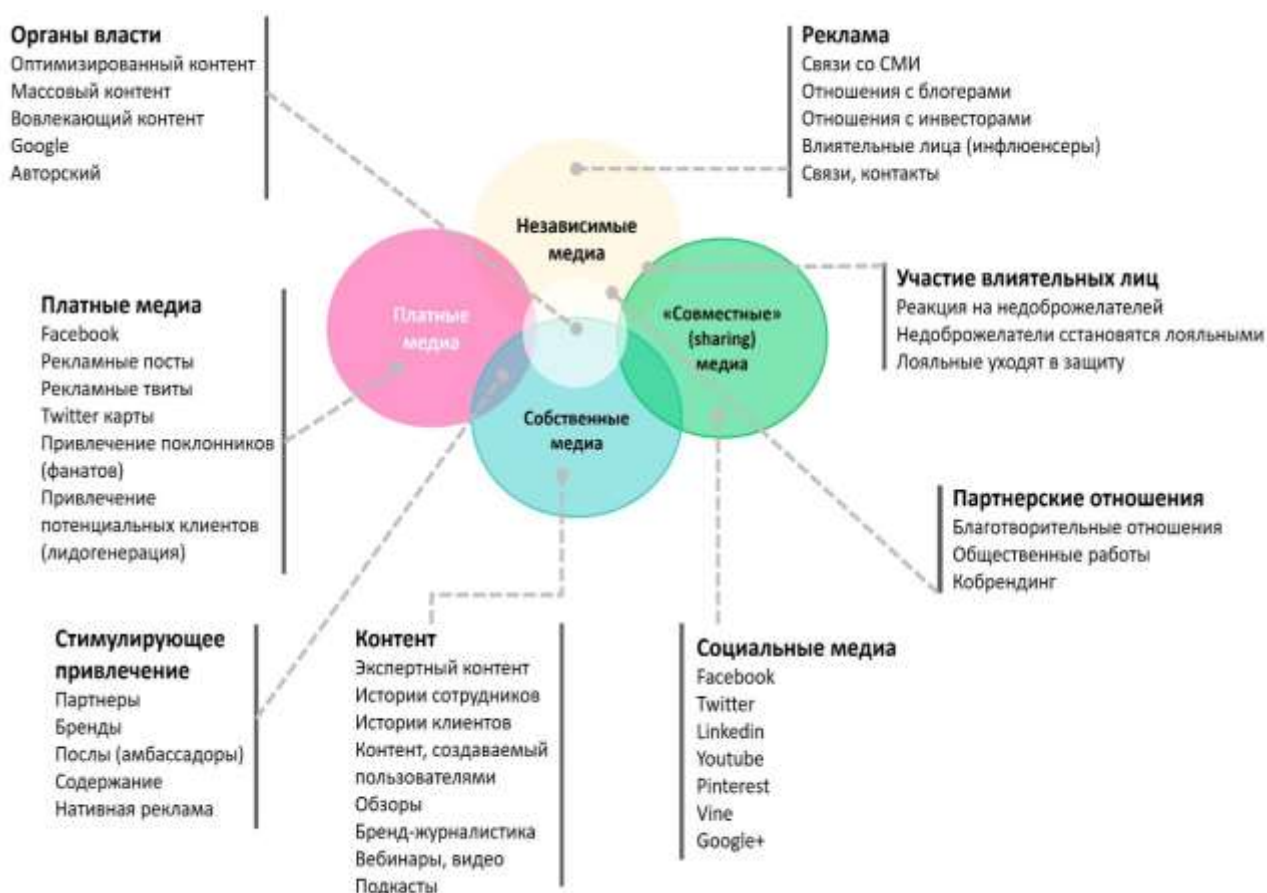 Органы власти
Оптимизированный контент
Массовый контент
Вовлекающий контент
Google
Авторский
Реклама
Связи со СМИ
Отношения с блогерами
Отношения с инвесторами
Влиятельные лица (инфлюенсеры)
Связи, контакты
Независимые
медиа
Платные
медиа
«Совместные»
(sharing)
медиа
Собственные
медиа
Участие влиятельных лиц
Реакция на недоброжелателей
Недоброжелатели сстановятся лояльными
Лояльные уходят в защиту
Платные медиа
Facebook
Рекламные посты
Рекламные твиты
Twitter карты
Привлечение поклонников
(фанатов)
Привлечение
потенциальных клиентов
(лидогенерация)
Партнерские отношения
Благотворительные отношения
Общественные работы
Кобрендинг
Стимулирующее
привлечение
Партнеры
Бренды
Послы (амбассадоры)
Содержание
Нативная реклама
Контент
Экспертный контент
Истории сотрудников
Истории клиентов
Контент, создаваемый
пользователями
Обзоры
Бренд-журналистика
Вебинары, видео
Подкасты
Социальные медиа
Facebook
Twitter
Linkedin
Youtube
Pinterest
Vine
Google+